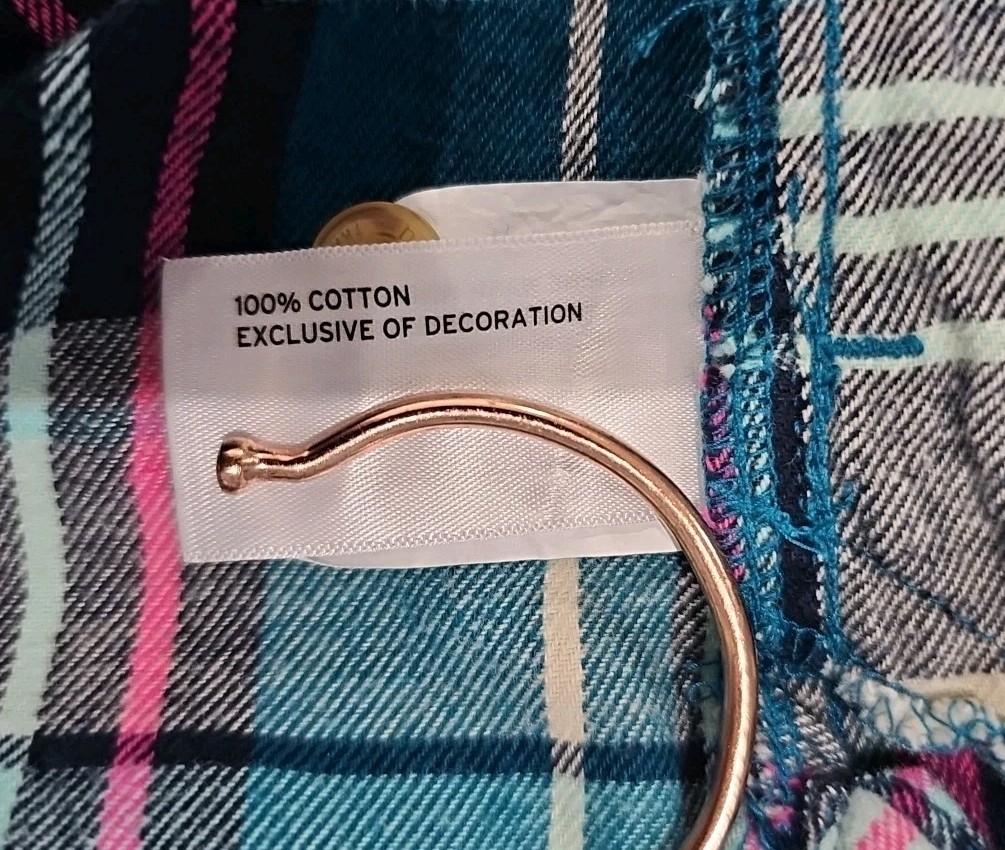 100% COTTON
EXCLUSIVE OF DECORATION